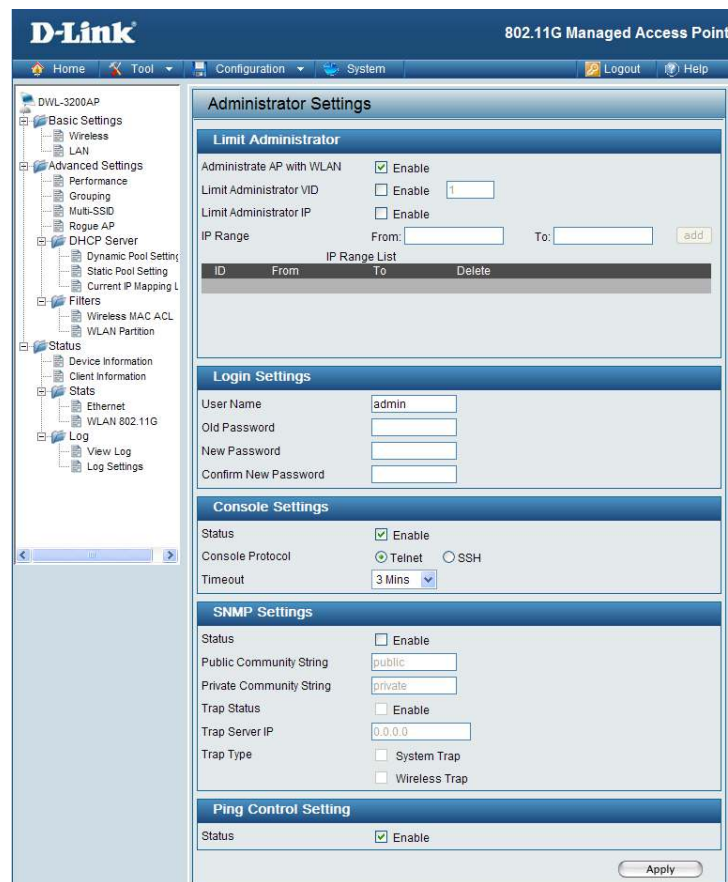 D-Link
802.11G Managed Access Point
Home Tool Configuration System Logout Help
DWL-3200AP
Basic Settings
Wireless
LAN
Advanced Settings
Performance
Grouping
Multi-SSID
Rogue AP
DHCP Server
Dynamic Pool Setting
Static Pool Setting
Current IP Mapping L
Filters
Wireless MAC ACL
WLAN Partition
Status
Device Information
Client Information
Stats
Ethernet
WLAN 802.11G
Log
View Log
Log Settings
Administrator Settings
Limit Administrator
Administrate AP with WLAN Enable
Limit Administrator VID Enable 1
Limit Administrator IP Enable
IP Range From: To: add
IP Range List
ID From To Delete
Login Settings
User Name admin
Old Password
New Password
Confirm New Password
Console Settings
Status Enable
Console Protocol Telnet SSH
Timeout 3 Mins
SNMP Settings
Status Enable
Public Community String public
Private Community String private
Trap Status Enable
Trap Server IP 0.0.0.0
Trap Type System Trap
Wireless Trap
Ping Control Setting
Status Enable
Apply